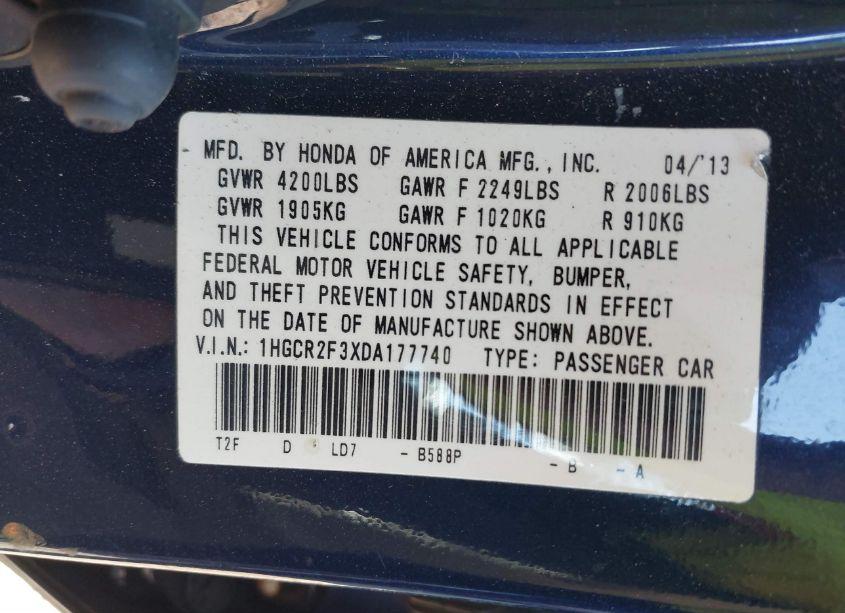 MFD. BY HONDA OF AMERICA MFG., INC. 04/'13
GVWR 4200LBS GAWR F 2249LBS R 2006LBS
GVWR 1905KG GAWR F 1020KG R 910KG
THIS VEHICLE CONFORMS TO ALL APPLICABLE
FEDERAL MOTOR VEHICLE SAFETY, BUMPER,
AND THEFT PREVENTION STANDARDS IN EFFECT
ON THE DATE OF MANUFACTURE SHOWN ABOVE.
V.I.N.: 1HGCR2F3XDA177740 TYPE: PASSENGER CAR
T2F D LD7 - B588P - B - A